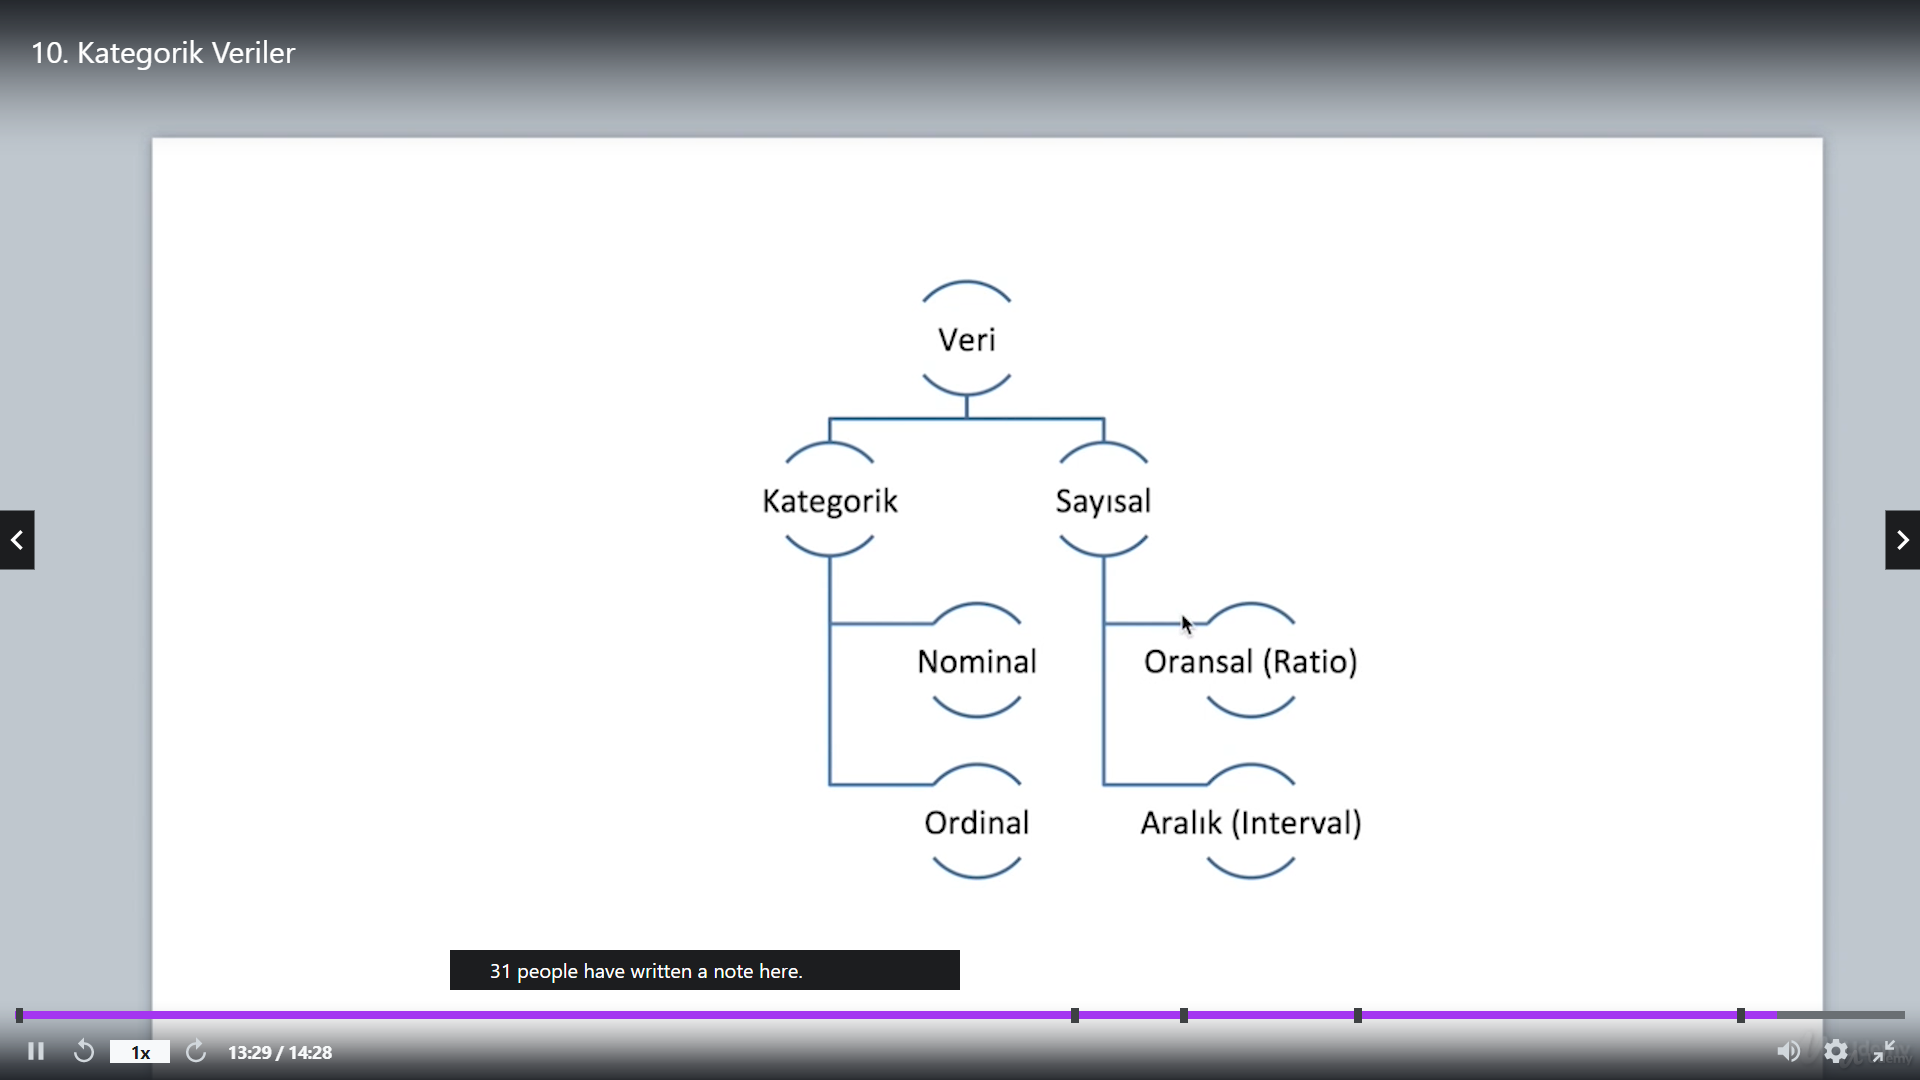 10. Kategorik Veriler
Veri
Kategorik
Sayısal
Nominal
Oransal (Ratio)
Ordinal
Aralık (Interval)
31 people have written a note here.
1x
13:29 / 14:28